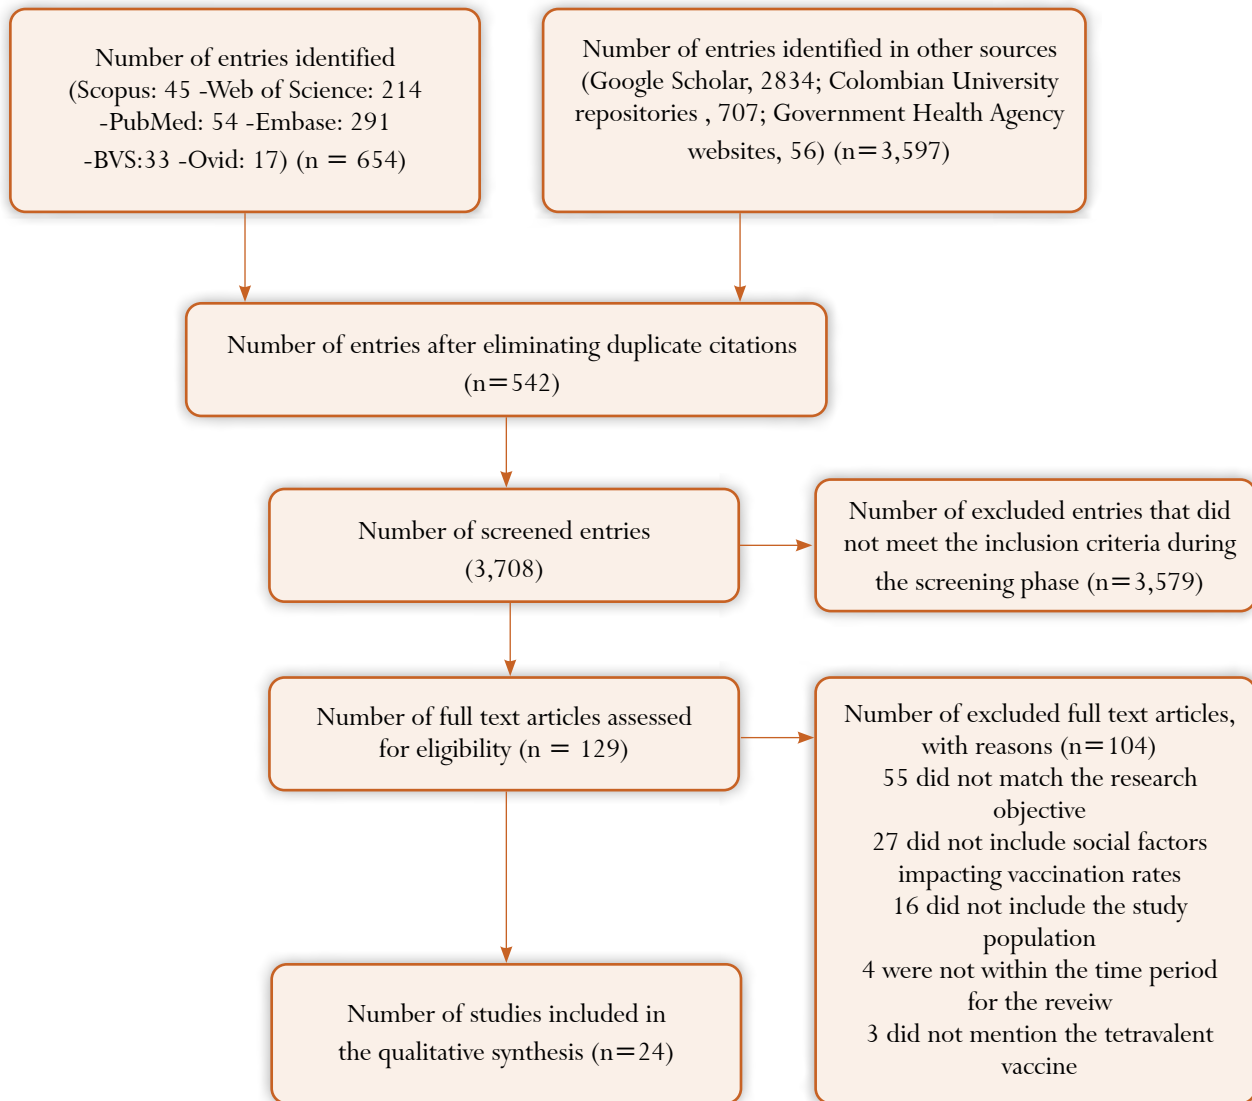 Number of entries identified
(Scopus: 45 -Web of Science: 214
-PubMed: 54 -Embase: 291
-BVS:33 -Ovid: 17) (n = 654)
Number of entries identified in other sources
(Google Scholar, 2834; Colombian University
repositories , 707; Government Health Agency
websites, 56) (n=3,597)
Number of entries after eliminating duplicate citations
(n=542)
Number of screened entries
(3,708)
Number of excluded entries that did
not meet the inclusion criteria during
the screening phase (n=3,579)
Number of full text articles assessed
for eligibility (n = 129)
Number of excluded full text articles,
with reasons (n=104)
55 did not match the research
objective
27 did not include social factors
impacting vaccination rates
16 did not include the study
population
4 were not within the time period
for the reveiw
3 did not mention the tetravalent
vaccine
Number of studies included in
the qualitative synthesis (n=24)